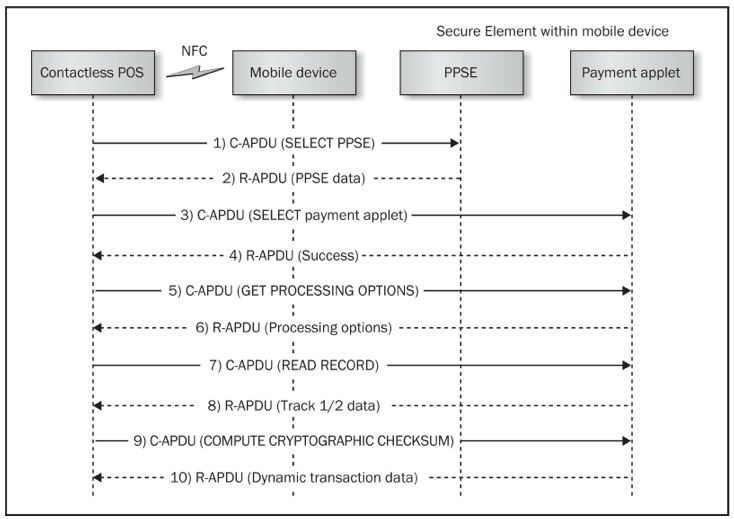 Secure Element within mobile device
NFC
Contactless POS
Mobile device
PPSE
Payment applet
1) C-APDU (SELECT PPSE)
2) R-APDU (PPSE data)
3) C-APDU (SELECT payment applet)
4) R-APDU (Success)
5) C-APDU (GET PROCESSING OPTIONS)
6) R-APDU (Processing options)
7) C-APDU (READ RECORD)
8) R-APDU (Track 1/2 data)
9) C-APDU (COMPUTE CRYPTOGRAPHIC CHECKSUM)
10) R-APDU (Dynamic transaction data)